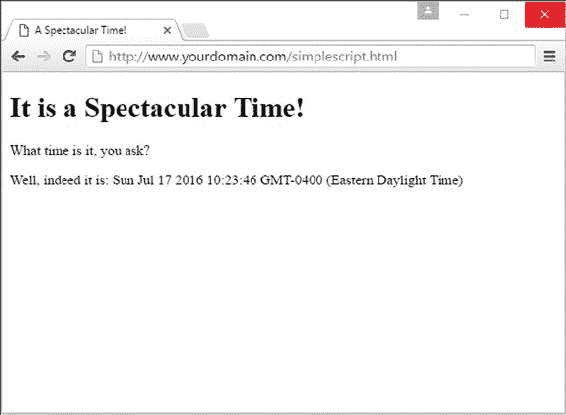 A Spectacular Time!
http://www.yourdomain.com/simplescript.html
It is a Spectacular Time!
What time is it, you ask?
Well, indeed it is: Sun Jul 17 2016 10:23:46 GMT-0400 (Eastern Daylight Time)